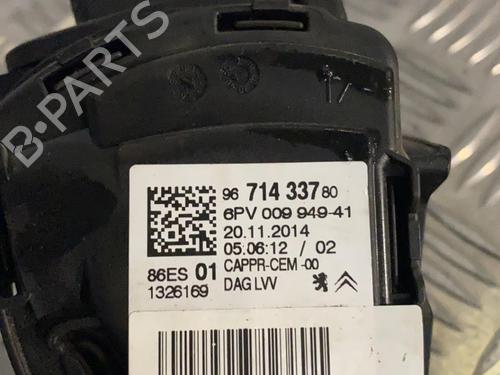 B-PARTS
96 714 337 80
6PV 009 949-41
20.11.2014
05:06:12 / 02
86ES 01 CAPPR-CEM -00
1326169 DAG LVV